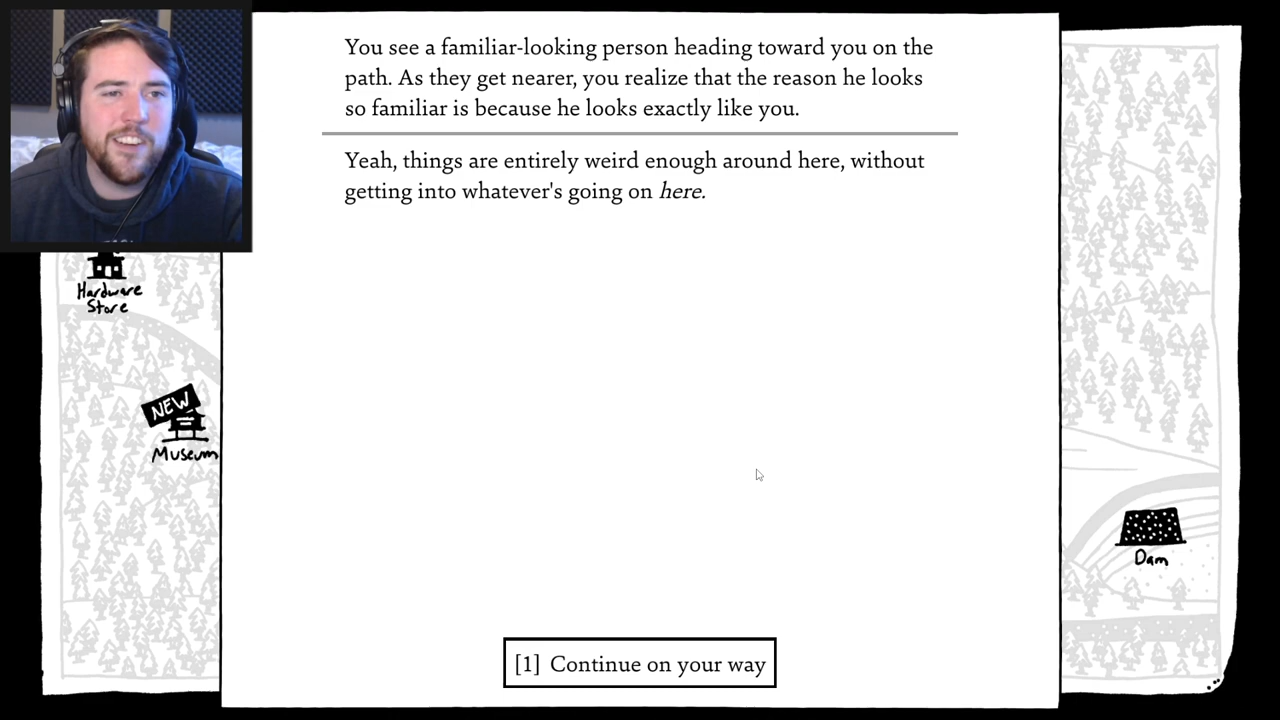 You see a familiar-looking person heading toward you on the
path. As they get nearer, you realize that the reason he looks
so familiar is because he looks exactly like you.
Yeah, things are entirely weird enough around here, without
getting into whatever's going on here.
Hardware
Store
NEW
Museum
Dam
[1] Continue on your way